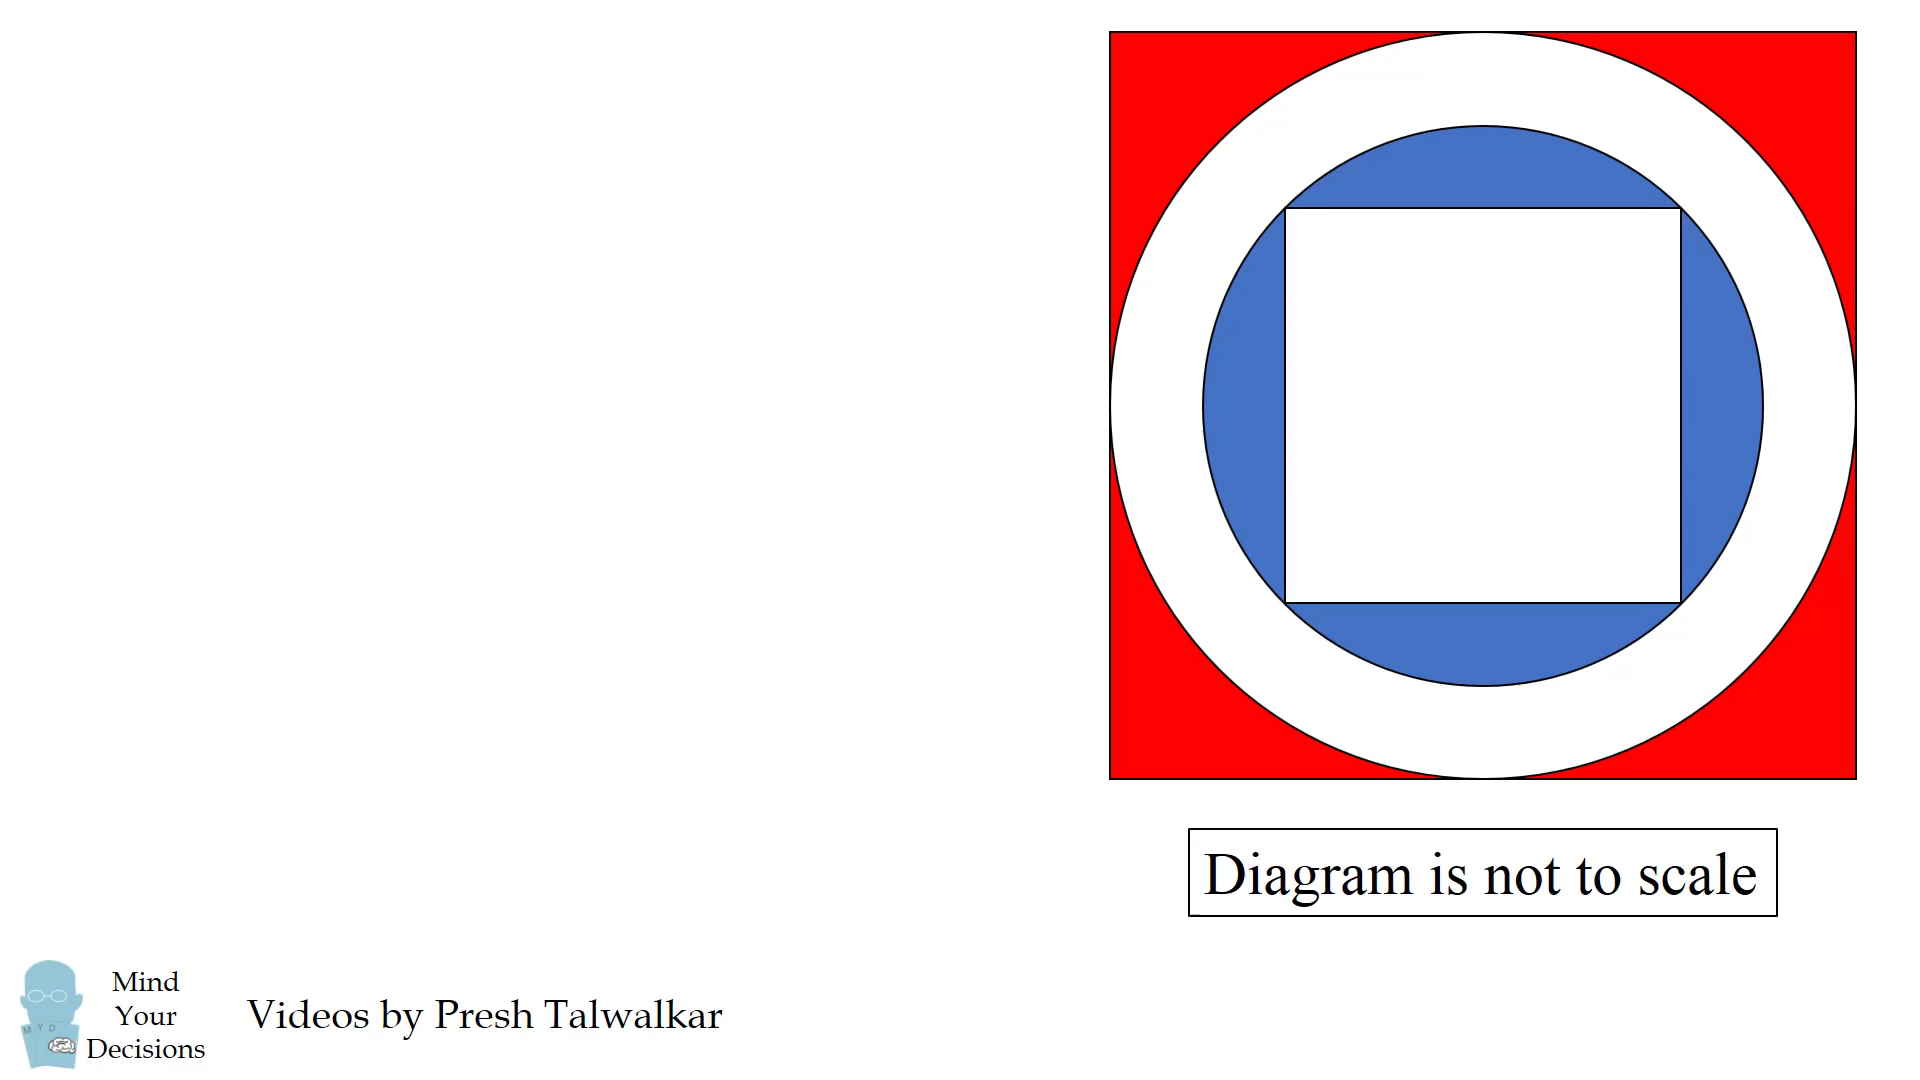 Diagram is not to scale
Mind
Your
Decisions
M Y D
Videos by Presh Talwalkar